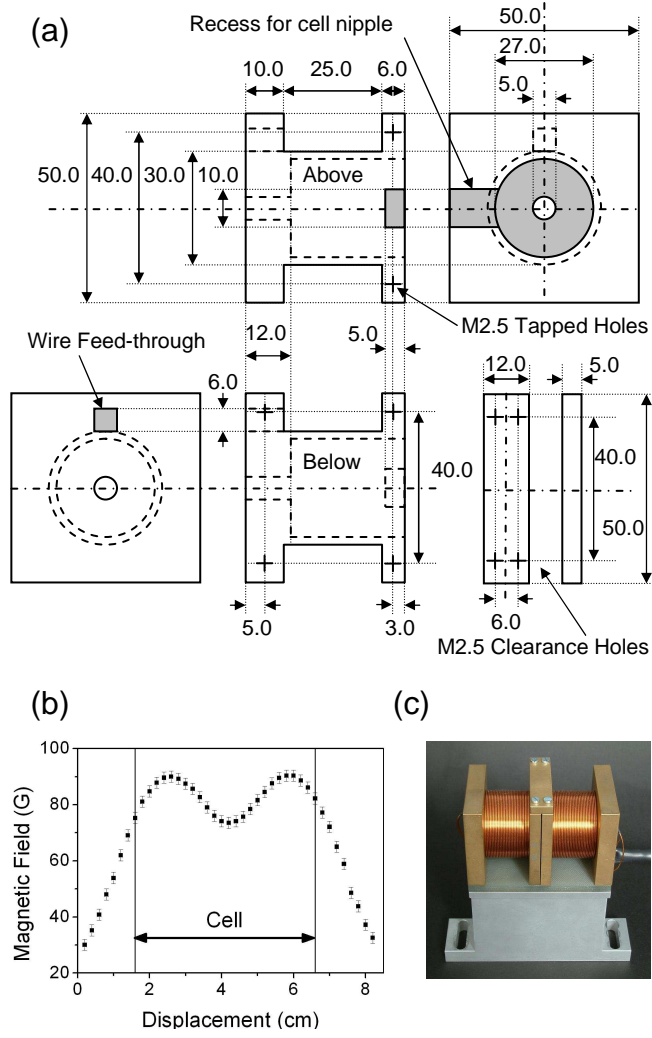 (a)
Recess for cell nipple
50.0
27.0
5.0
10.0 25.0 6.0
50.0 40.0 30.0 10.0
Above
M2.5 Tapped Holes
Wire Feed-through
12.0
5.0
6.0
Below
40.0
5.0
3.0
12.0
5.0
40.0
50.0
6.0
M2.5 Clearance Holes
(b)
(c)
100
80
60
40
20
Magnetic Field (G)
Cell
0 2 4 6 8
Displacement (cm)